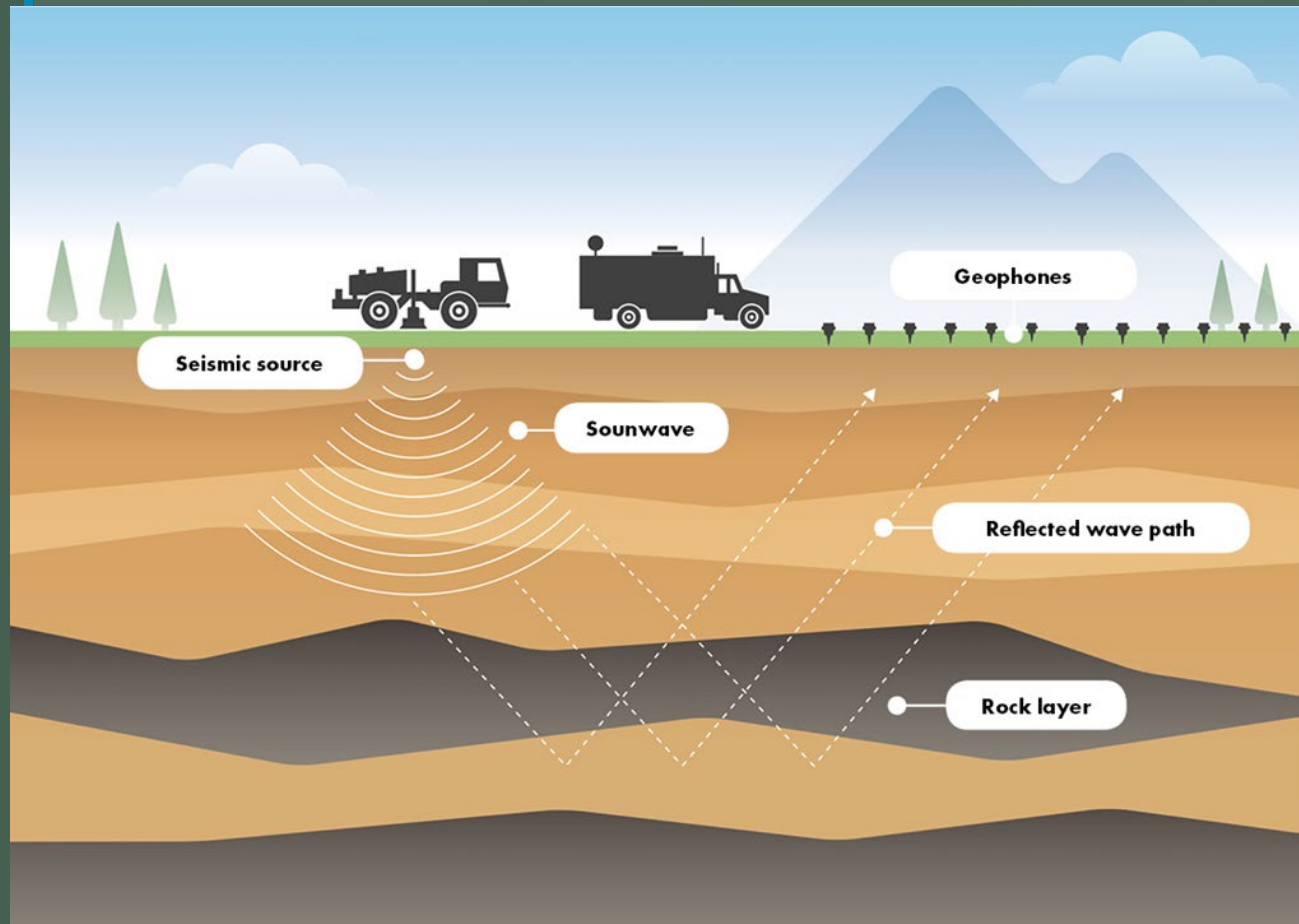 Geophones
Seismic source
Sounwave
Reflected wave path
Rock layer